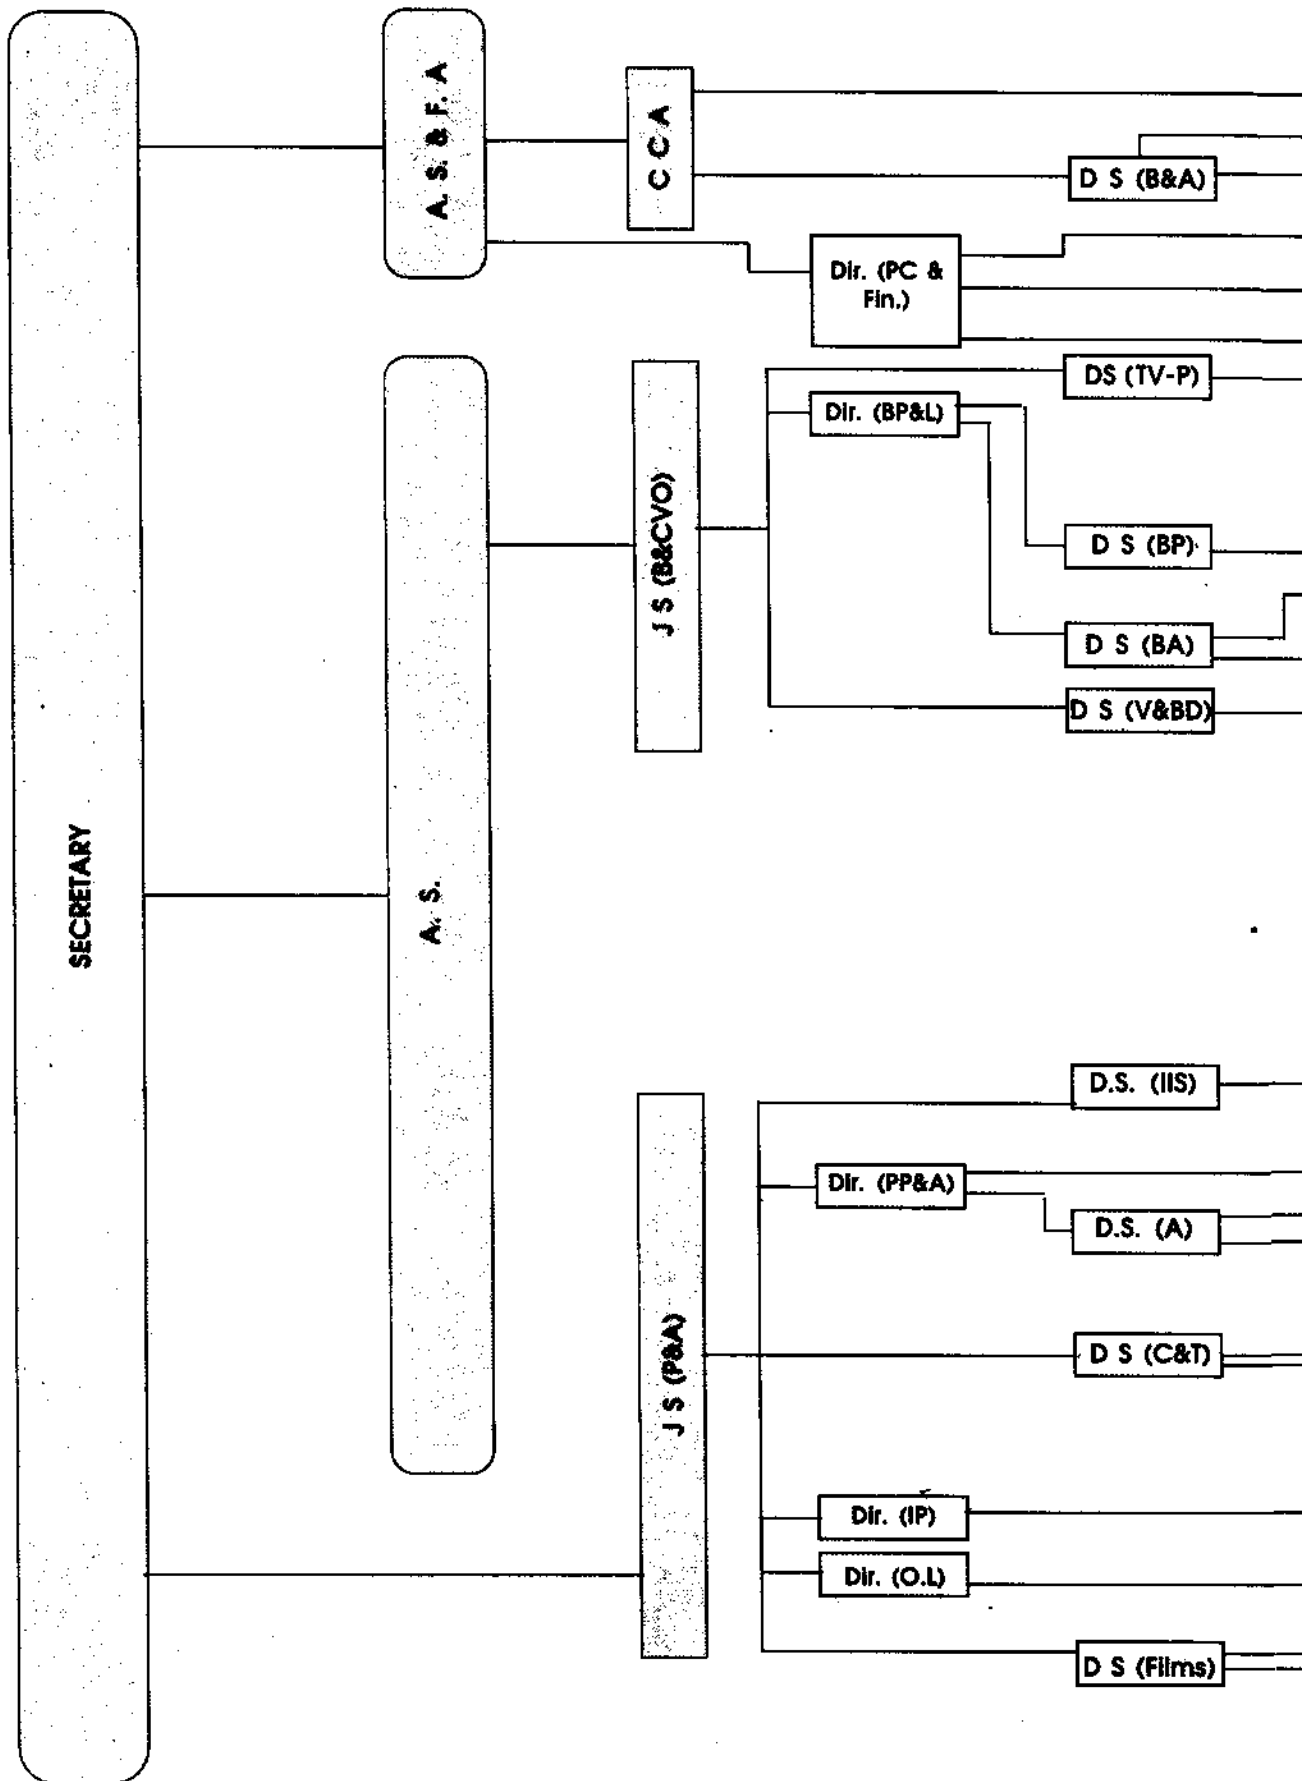 SECRETARY
A. S. & F. A
A. S.
C C A
J S (B&CVO)
J S (P&A)
Dir. (PC &
Fin.)
Dir. (BP&L)
Dir. (PP&A)
Dir. (IP)
Dir. (O.L)
D S (B&A)
DS (TV-P)
D S (BP)
D S (BA)
D S (V&BD)
D.S. (IIS)
D.S. (A)
D S (C&T)
D S (Films)